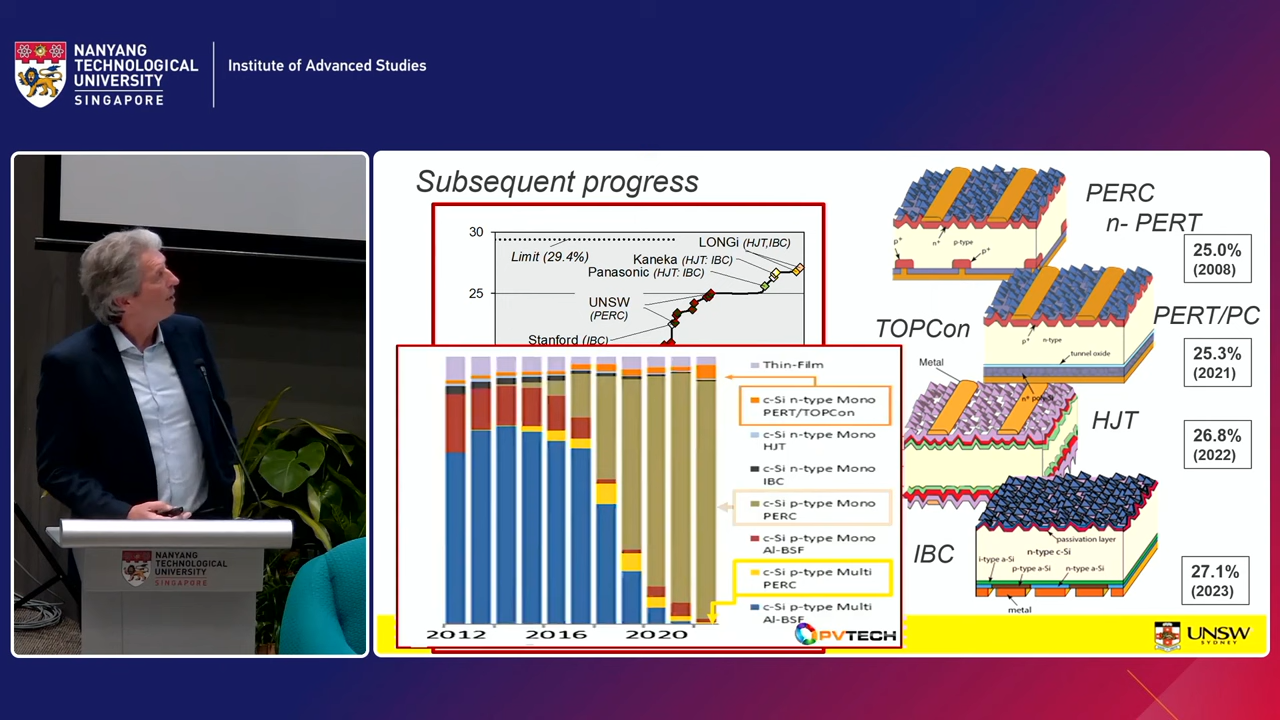 NANYANG
TECHNOLOGICAL
UNIVERSITY
SINGAPORE
Institute of Advanced Studies
NANYANG
TECHNOLOGICAL
UNIVERSITY
SINGAPORE
Subsequent progress
30
25
Limit (29.4%)
LONGi (HJT,IBC)
Kaneka (HJT: IBC)
Panasonic (HJT: IBC)
UNSW
(PERC)
Stanford (IBC)
Thin-Film
c-Si n-type Mono
PERT/TOPCon
c-Si n-type Mono
HJT
c-Si n-type Mono
IBC
c-Si p-type Mono
PERC
c-Si p-type Mono
Al-BSF
c-Si p-type Multi
PERC
c-Si p-type Multi
Al-BSF
2012
2016
2020
PVTECH
PERC
n- PERT
p+
n+
p-type
p+
25.0%
(2008)
TOPCon
PERT/PC
p+
n-type
tunnel oxide
Metal
25.3%
(2021)
HJT
26.8%
(2022)
IBC
passivation layer
n-type c-Si
i-type a-Si
p-type a-Si
n-type a-Si
metal
27.1%
(2023)
UNSW
SYDNEY